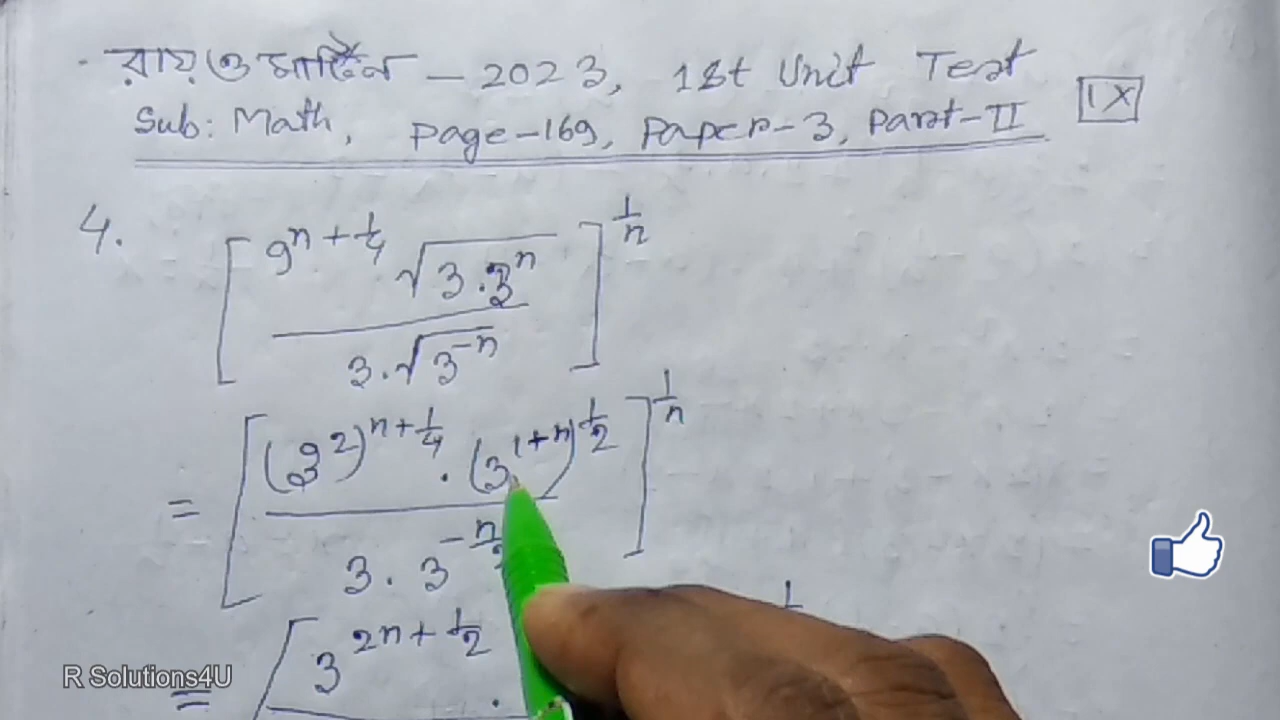 রায় ও মার্টিন – 2023, 1st Unit Test
Sub: Math, Page-169, Paper-3, Part-II
IX
4. [ 9^{n + 1/4} √(3 · 3^n) / 3 · √(3^{-n}) ]^{1/n}
= [ (3^2)^{n + 1/4} · (3^{1+n})^{1/2} / 3 · 3^{-n/2} ]^{1/n}
= [ 3^{2n + 1/2} ·
R Solutions4U